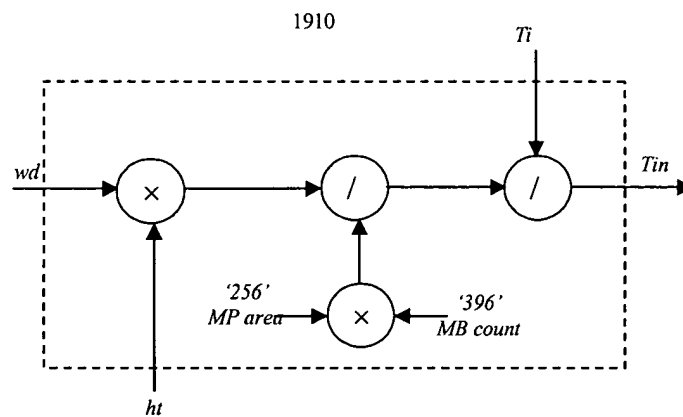 1910
Ti
wd
×
/
/
Tin
'256'
MP area
×
'396'
MB count
ht